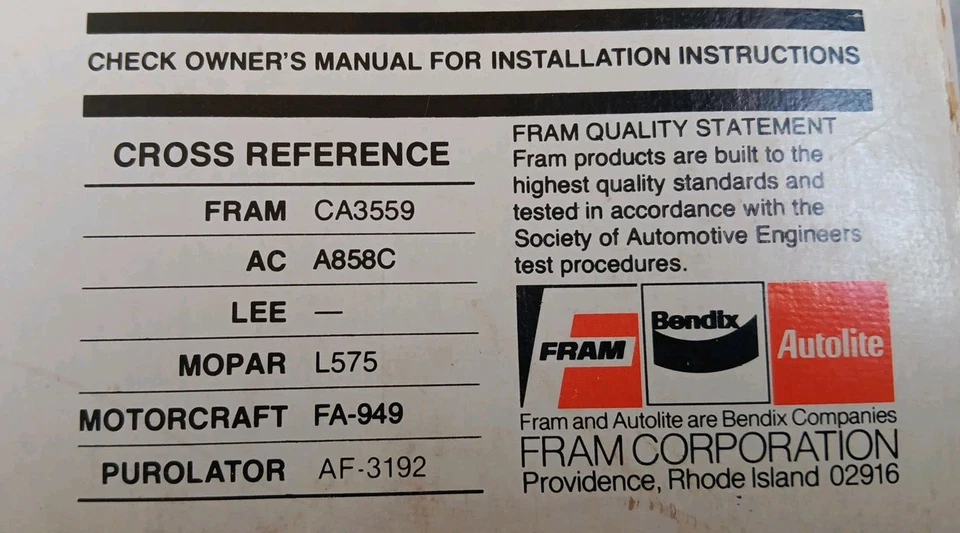 CHECK OWNER'S MANUAL FOR INSTALLATION INSTRUCTIONS
CROSS REFERENCE
FRAM CA3559
AC A858C
LEE —
MOPAR L575
MOTORCRAFT FA-949
PUROLATOR AF-3192
FRAM QUALITY STATEMENT
Fram products are built to the
highest quality standards and
tested in accordance with the
Society of Automotive Engineers
test procedures.
FRAM
Bendix
Autolite
Fram and Autolite are Bendix Companies
FRAM CORPORATION
Providence, Rhode Island 02916